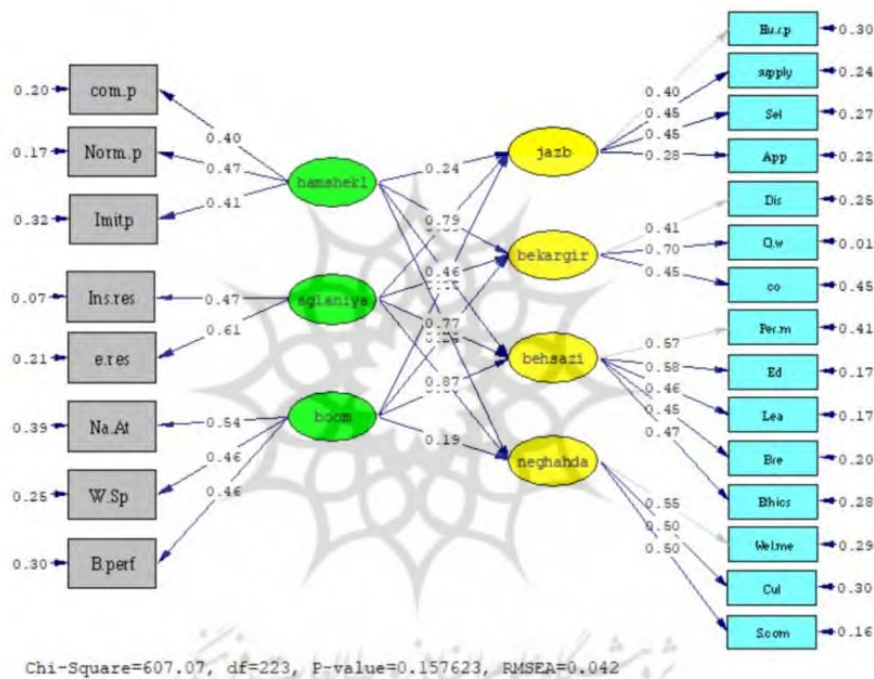 0.20 com.p
0.17 Norm.p
0.32 Imitp
0.07 Ins.res
0.21 e.res
0.39 Na.At
0.25 W.Sp
0.30 B.perf
0.40
0.47
0.41
0.47
0.61
0.54
0.46
0.46
hamshekl
aglaniya
boom
0.24
0.79
0.46
0.77
0.87
0.19
jazb
bekargir
behsazi
neghahda
0.40
0.45
0.45
0.28
0.41
0.70
0.45
0.57
0.58
0.46
0.45
0.47
0.55
0.50
0.50
Hu.r.p 0.30
supply 0.24
Sel 0.27
App 0.22
Dis 0.25
Q.w 0.01
co 0.45
Per.m 0.41
Ed 0.17
Lea 0.17
Bre 0.20
Ethics 0.28
Wel.me 0.29
Cul 0.30
S.com 0.16
Chi-Square=607.07, df=223, P-value=0.157623, RMSEA=0.042